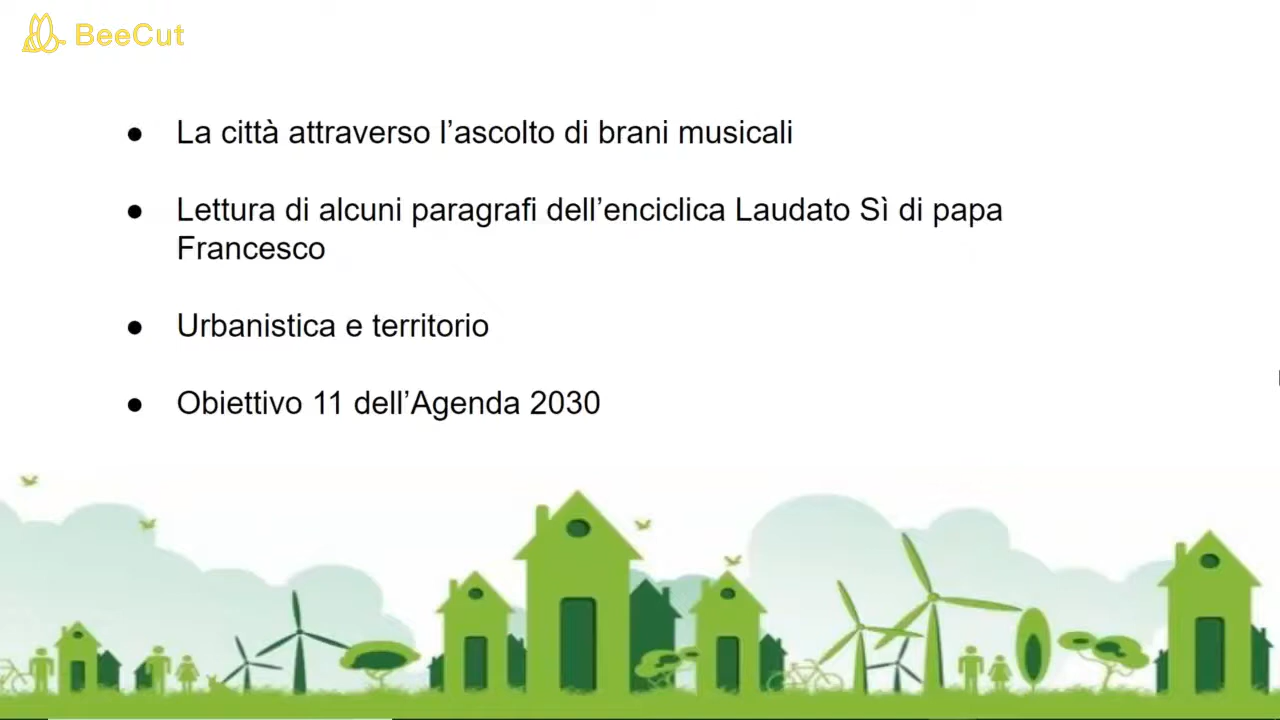 BeeCut
● La città attraverso l’ascolto di brani musicali
● Lettura di alcuni paragrafi dell’enciclica Laudato Sì di papa
Francesco
● Urbanistica e territorio
● Obiettivo 11 dell’Agenda 2030